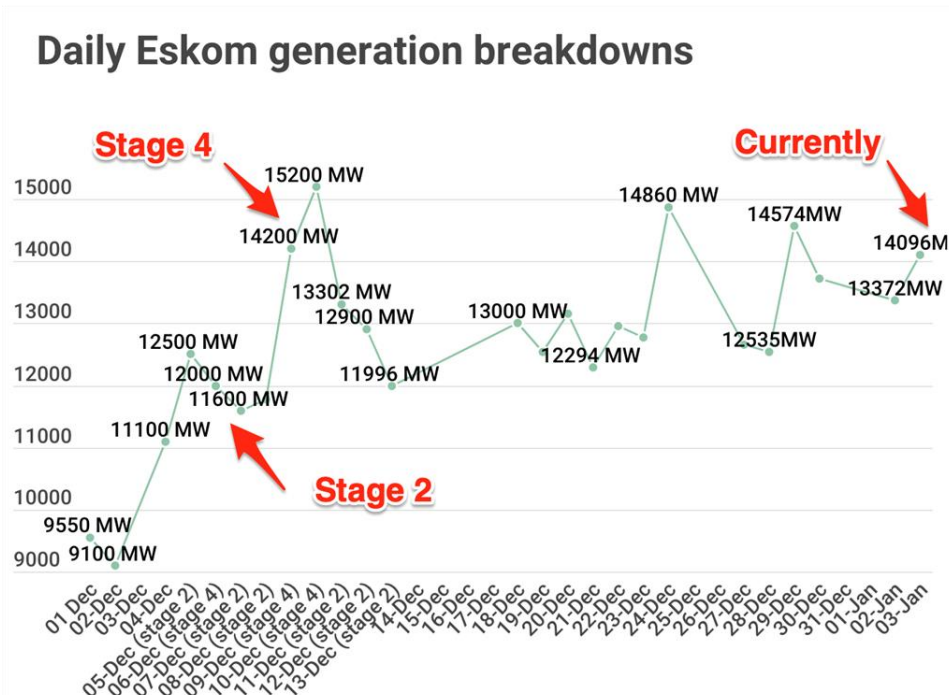 Daily Eskom generation breakdowns
Stage 4
Currently
15200 MW
15000
14860 MW
14574MW
14200 MW
14096M
14000
13302 MW
13372MW
13000
12900 MW
13000 MW
12500 MW
12294 MW
12535MW
12000
12000 MW
11996 MW
11600 MW
11000
11100 MW
Stage 2
10000
9550 MW
9100 MW
9000
01 Dec
02-Dec
03-Dec
04-Dec
05-Dec (stage 2)
06-Dec (stage 4)
07-Dec (stage 2)
08-Dec (stage 2)
09-Dec (stage 4)
10-Dec (stage 4)
11-Dec (stage 2)
12-Dec (stage 2)
13-Dec (stage 2)
14-Dec
15-Dec
16-Dec
17-Dec
18-Dec
19-Dec
20-Dec
21-Dec
22-Dec
23-Dec
24-Dec
25-Dec
26-Dec
27-Dec
28-Dec
29-Dec
30-Dec
31-Dec
01-Jan
02-Jan
03-Jan